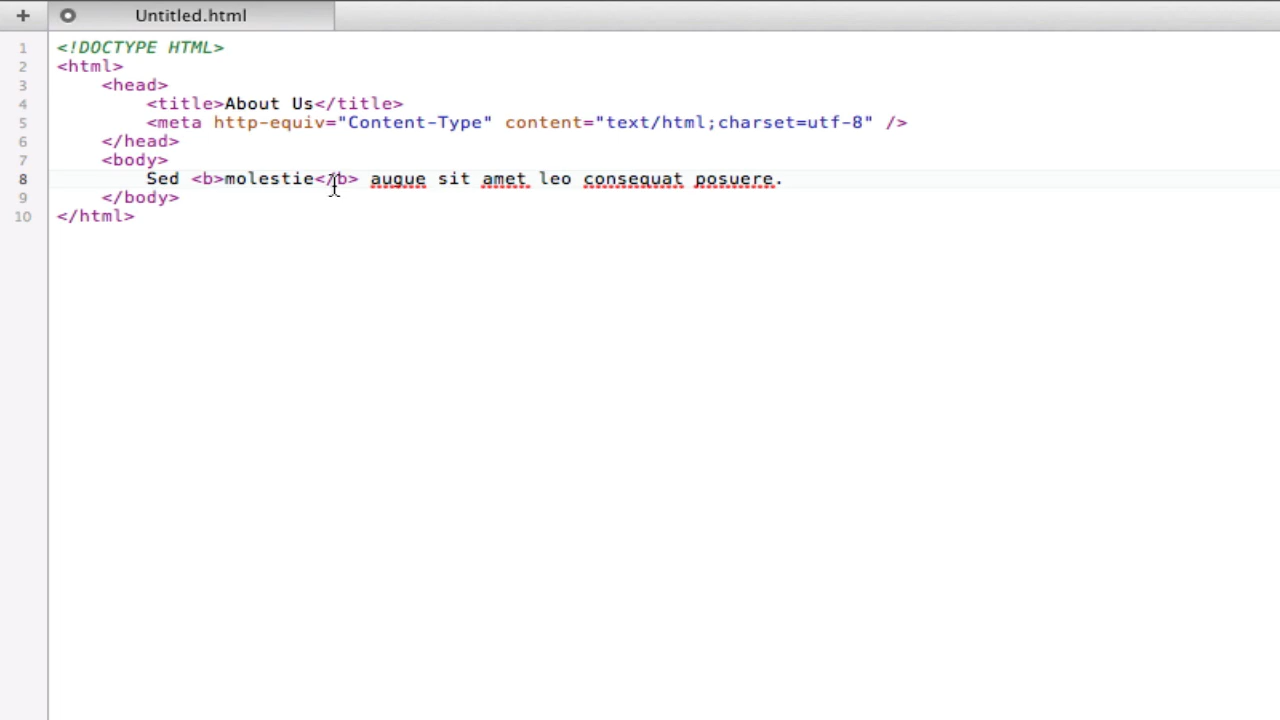 + Untitled.html
1 <!DOCTYPE HTML>
2 <html>
3 <head>
4 <title>About Us</title>
5 <meta http-equiv="Content-Type" content="text/html;charset=utf-8" />
6 </head>
7 <body>
8 Sed <b>molestie</b> augue sit amet leo consequat posuere.
9 </body>
10 </html>